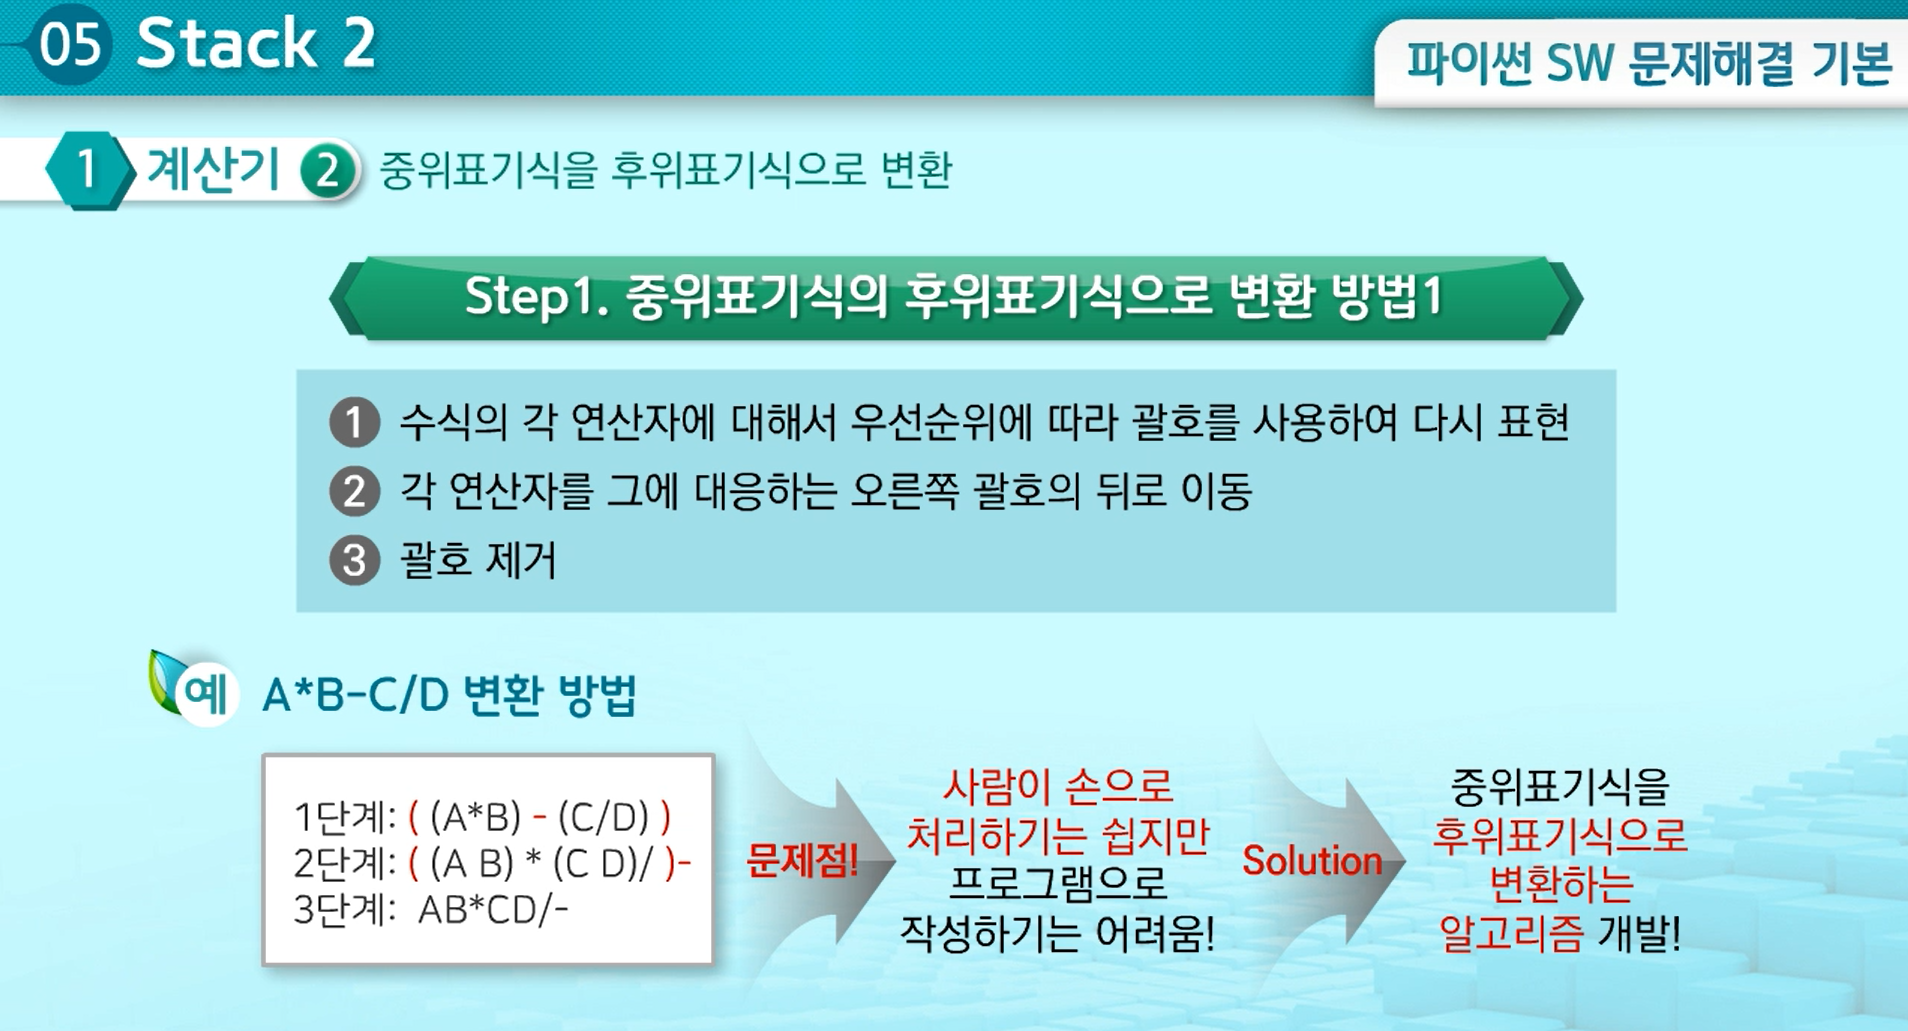 05 Stack 2
파이썬 SW 문제해결 기본
1 계산기 2 중위표기식을 후위표기식으로 변환
Step1. 중위표기식의 후위표기식으로 변환 방법1
1 수식의 각 연산자에 대해서 우선순위에 따라 괄호를 사용하여 다시 표현
2 각 연산자를 그에 대응하는 오른쪽 괄호의 뒤로 이동
3 괄호 제거
예 A*B-C/D 변환 방법
1단계: ( (A*B) - (C/D) )
2단계: ( (A B) * (C D)/ )-
3단계: AB*CD/-
문제점!
사람이 손으로
처리하기는 쉽지만
프로그램으로
작성하기는 어려움!
Solution
중위표기식을
후위표기식으로
변환하는
알고리즘 개발!